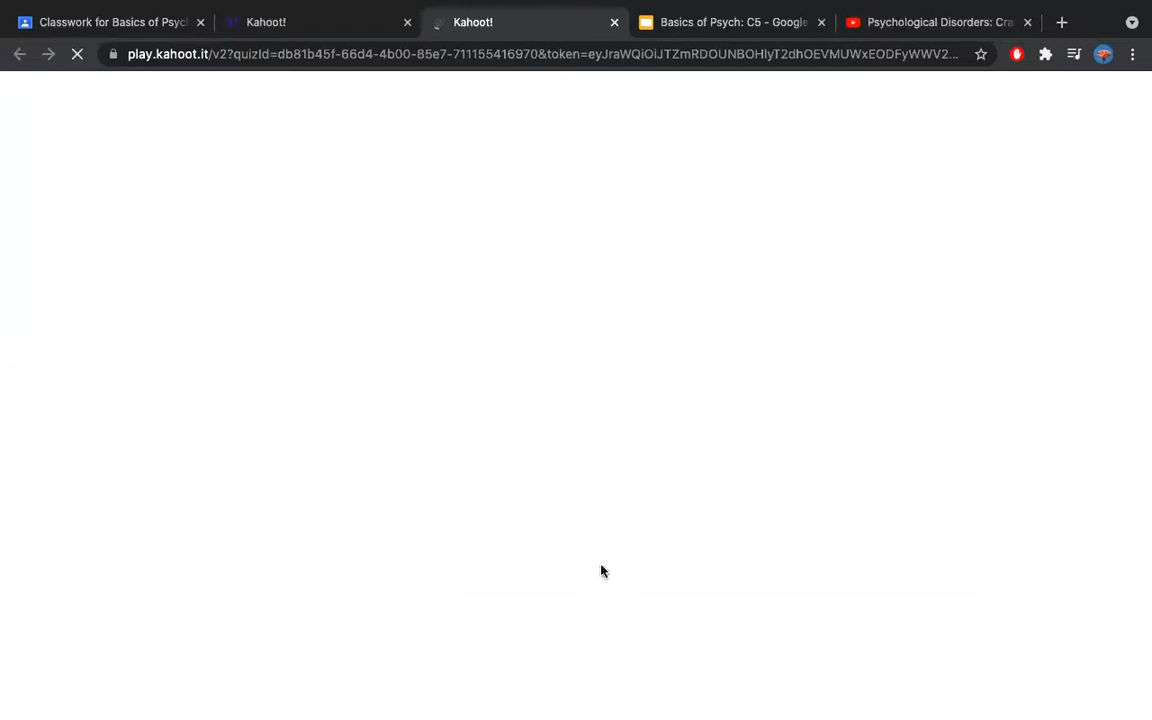 Classwork for Basics of Psych
Kahoot!
Kahoot!
Basics of Psych: C5 - Google
Psychological Disorders: Cra
play.kahoot.it/v2?quizId=db81b45f-66d4-4b00-85e7-711155416970&token=eyJraWQiOiJTZmRDOUNBOHlyT2dhOEVMUWxEODFyWWV2...